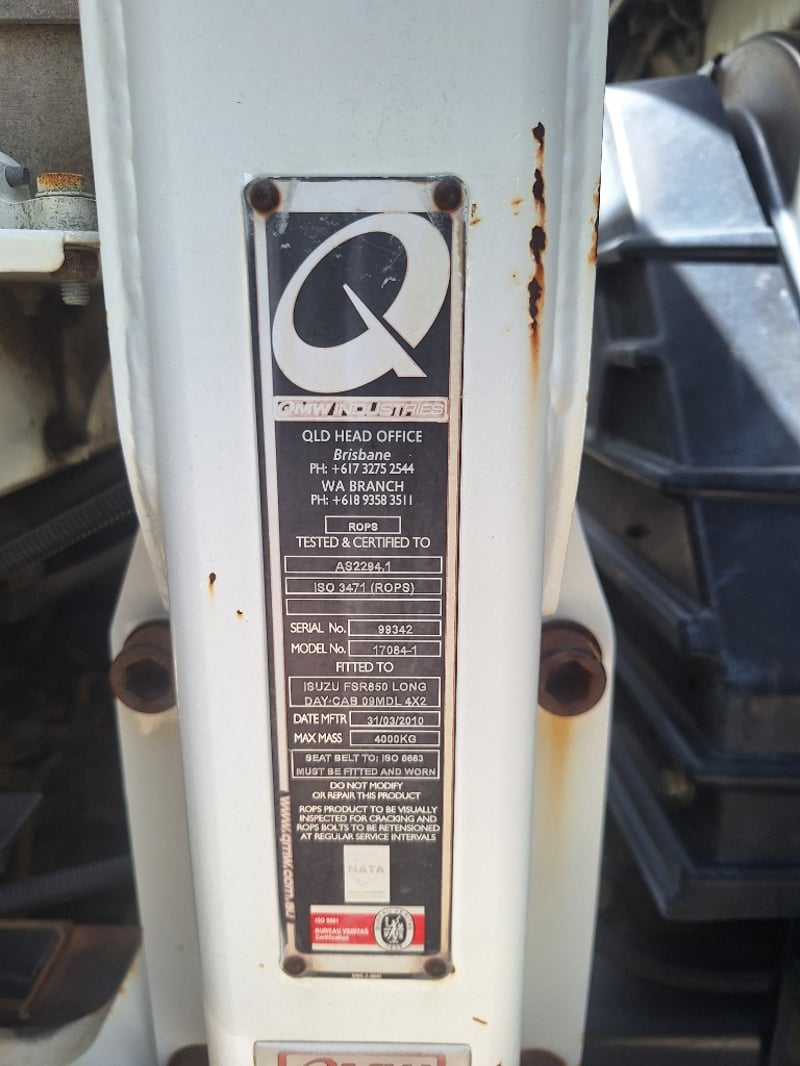 QMW INDUSTRIES
QLD HEAD OFFICE
Brisbane
PH: +617 3275 2544
WA BRANCH
PH: +618 9358 3511
ROPS
TESTED & CERTIFIED TO
AS2294.1
ISO 3471 (ROPS)
SERIAL No. 99342
MODEL No. 17084-1
FITTED TO
ISUZU FSR850 LONG
DAY-CAB 09MDL 4X2
DATE MFTR 31/03/2010
MAX MASS 4000KG
SEAT BELT TO: ISO 6683
MUST BE FITTED AND WORN
DO NOT MODIFY
OR REPAIR THIS PRODUCT
ROPS PRODUCT TO BE VISUALLY
INSPECTED FOR CRACKING AND
ROPS BOLTS TO BE RETENSIONED
AT REGULAR SERVICE INTERVALS
www.qmw.com.au
NATA
ISO 9001
BUREAU VERITAS
Certification
QMW